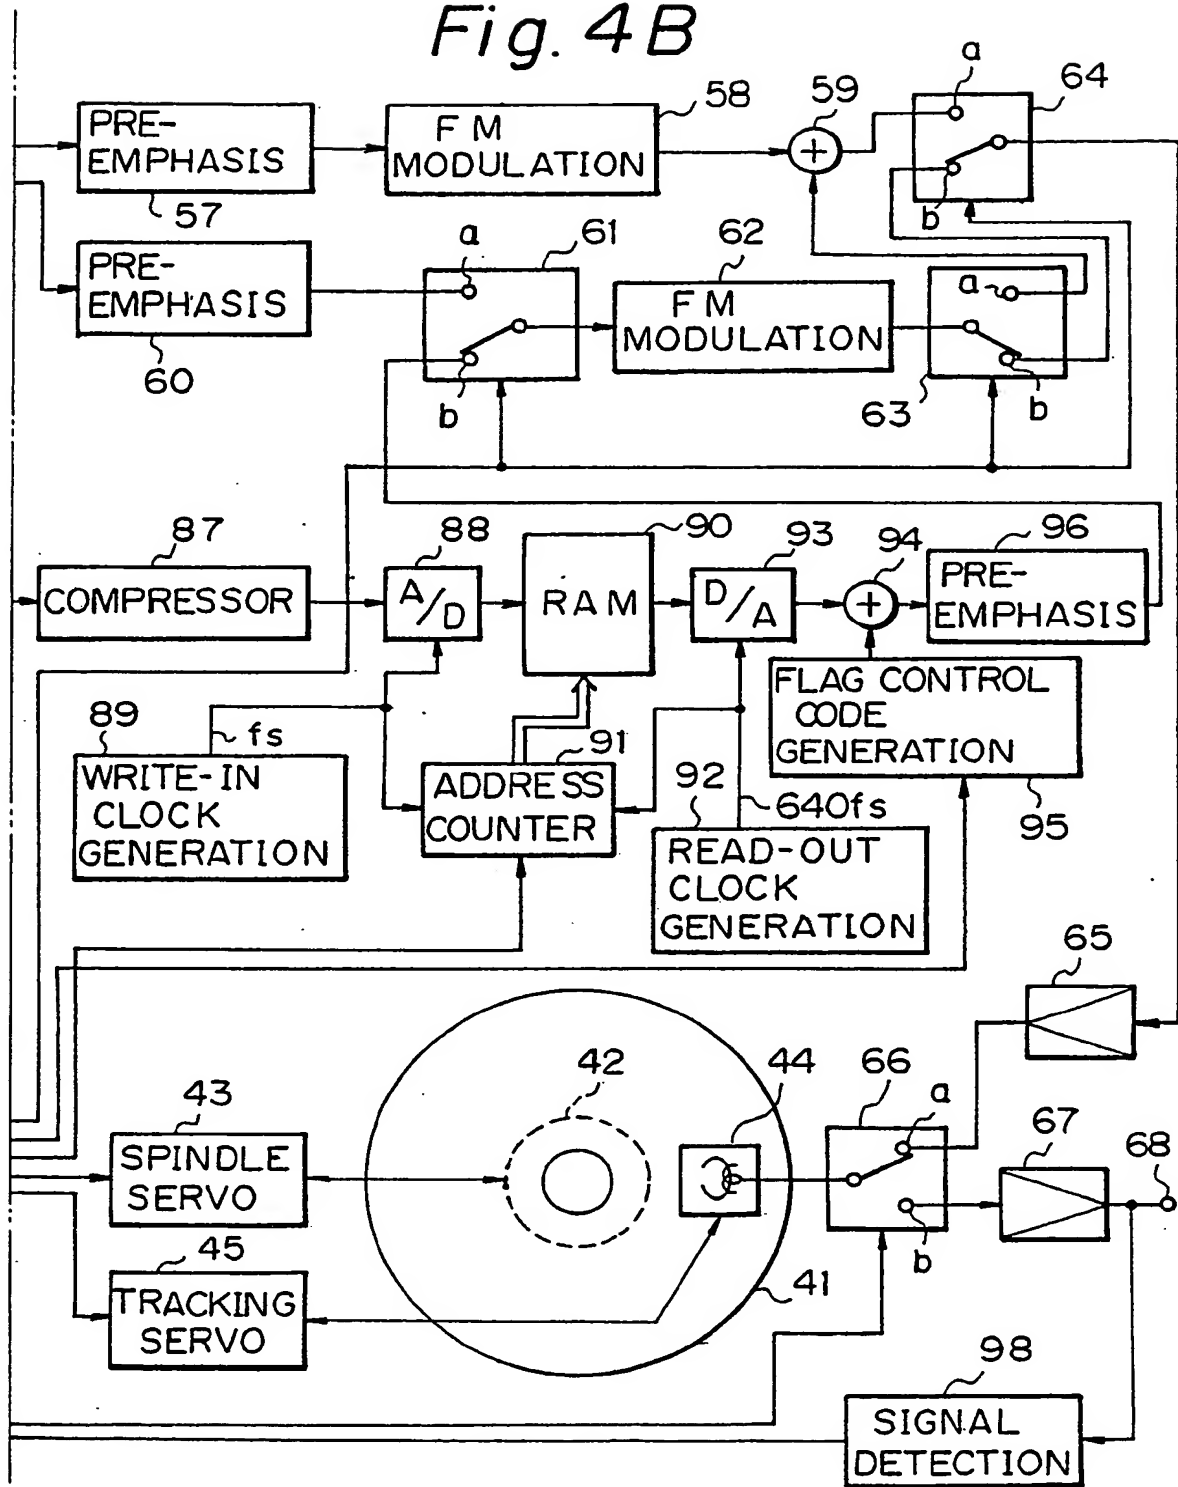 Fig. 4B
PRE-
EMPHASIS
57
FM
MODULATION
58
59
a
b
64
PRE-
EMPHASIS
60
a
b
61
62
FM
MODULATION
a
b
63
87
COMPRESSOR
88
A/D
90
RAM
93
D/A
94
96
PRE-
EMPHASIS
FLAG CONTROL
CODE
GENERATION
95
89
fs
WRITE-IN
CLOCK
GENERATION
91
ADDRESS
COUNTER
92
640fs
READ-OUT
CLOCK
GENERATION
65
43
SPINDLE
SERVO
42
44
66
a
b
67
68
45
TRACKING
SERVO
41
98
SIGNAL
DETECTION